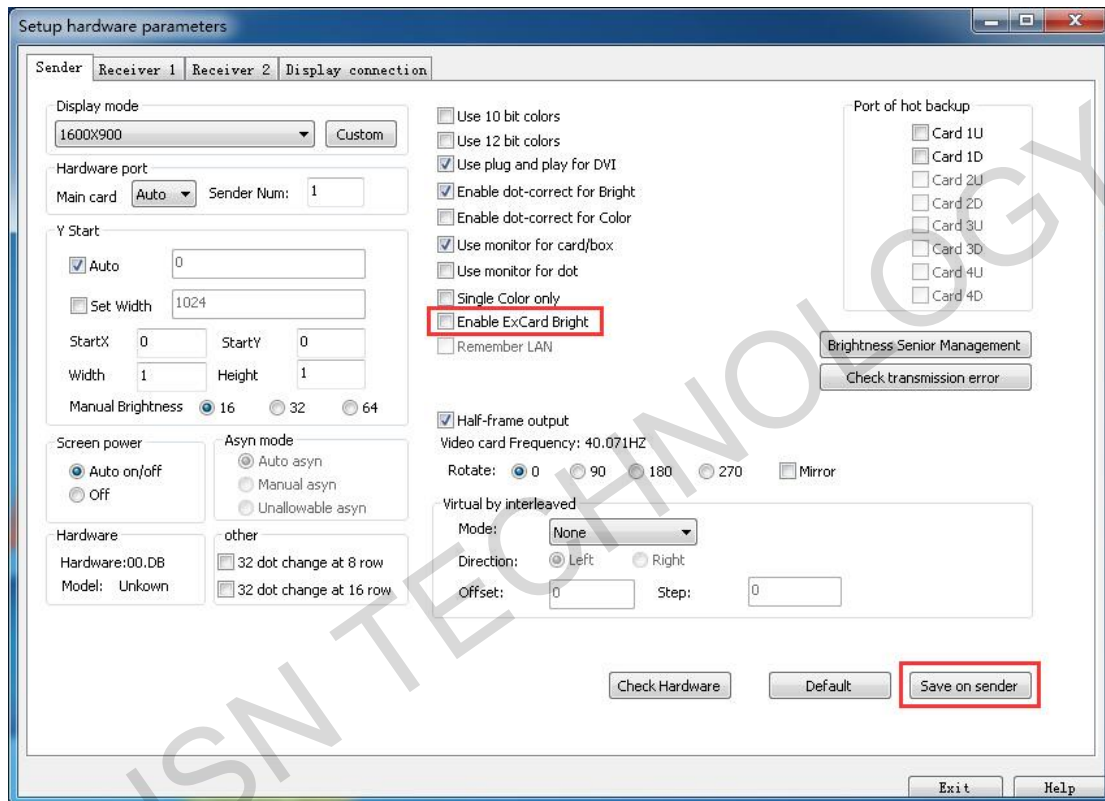 Setup hardware parameters
Sender Receiver 1 Receiver 2 Display connection
Display mode
1600X900 Custom
Hardware port
Main card Auto Sender Num: 1
Y Start
Auto 0
Set Width 1024
StartX 0 StartY 0
Width 1 Height 1
Manual Brightness 16 32 64
Screen power
Auto on/off
Off
Asyn mode
Auto asyn
Manual asyn
Unallowable asyn
Hardware
Hardware:00.DB
Model: Unkown
other
32 dot change at 8 row
32 dot change at 16 row
Use 10 bit colors
Use 12 bit colors
Use plug and play for DVI
Enable dot-correct for Bright
Enable dot-correct for Color
Use monitor for card/box
Use monitor for dot
Single Color only
Enable ExCard Bright
Remember LAN
Port of hot backup
Card 1U
Card 1D
Card 2U
Card 2D
Card 3U
Card 3D
Card 4U
Card 4D
Brightness Senior Management
Check transmission error
Half-frame output
Video card Frequency: 40.071HZ
Rotate: 0 90 180 270 Mirror
Virtual by interleaved
Mode: None
Direction: Left Right
Offset: 0 Step: 0
Check Hardware Default Save on sender
Exit Help
SN TECHNOLOGY